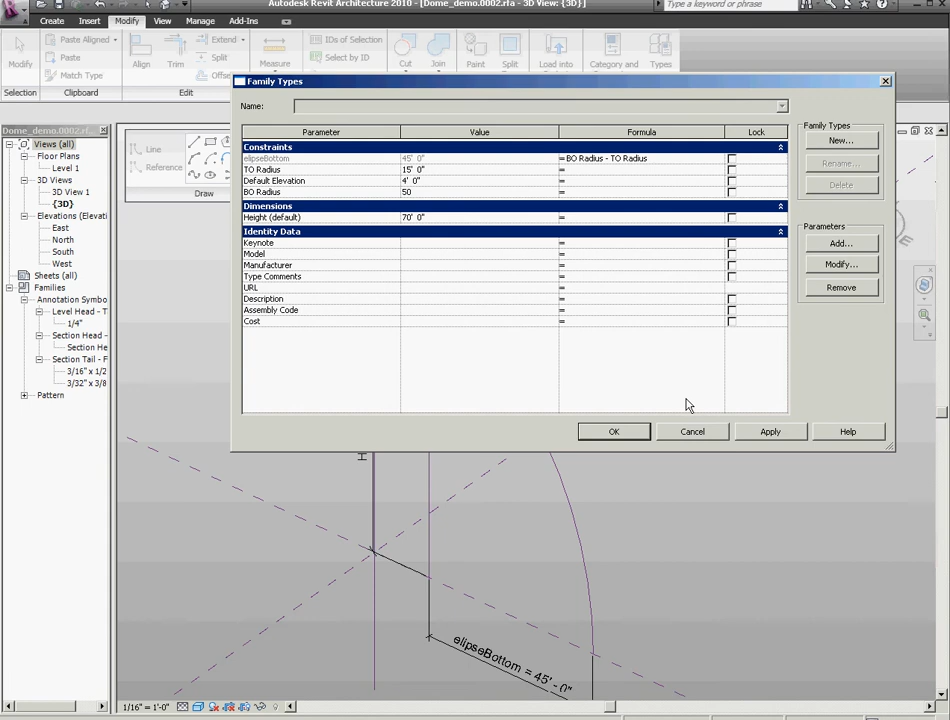 Autodesk Revit Architecture 2010 - [Dome_demo.0002.rfa - 3D View: {3D}]
Type a keyword or phrase
Create Insert Modify View Manage Add-Ins
Modify
Paste Aligned
Paste
Match Type
Align
Trim
Extend
Split
Offse
Measure
IDs of Selection
Select by ID
Cut
Join
Paint
Split
Load into
Category and
Types
Selection
Clipboard
Edit
Dome_demo.0002.rf...
Views (all)
Floor Plans
Level 1
3D Views
3D View 1
{3D}
Elevations (Elevati
East
North
South
West
Sheets (all)
Families
Annotation Symbo
Level Head - T
1/4"
Section Head -
Section He
Section Tail - F
3/16" x 1/2
3/32" x 3/8
Pattern
Line
Reference
Draw
Family Types
Name:
Parameter Value Formula Lock
Constraints
elipseBottom 45' 0" =BO Radius - TO Radius
TO Radius 15' 0" =
Default Elevation 4' 0" =
BO Radius 50 =
Dimensions
Height (default) 70' 0" =
Identity Data
Keynote =
Model =
Manufacturer =
Type Comments =
URL =
Description =
Assembly Code =
Cost =
Family Types
New...
Rename...
Delete
Parameters
Add...
Modify...
Remove
OK Cancel Apply Help
elipseBottom = 45' - 0"
1/16" = 1'-0"